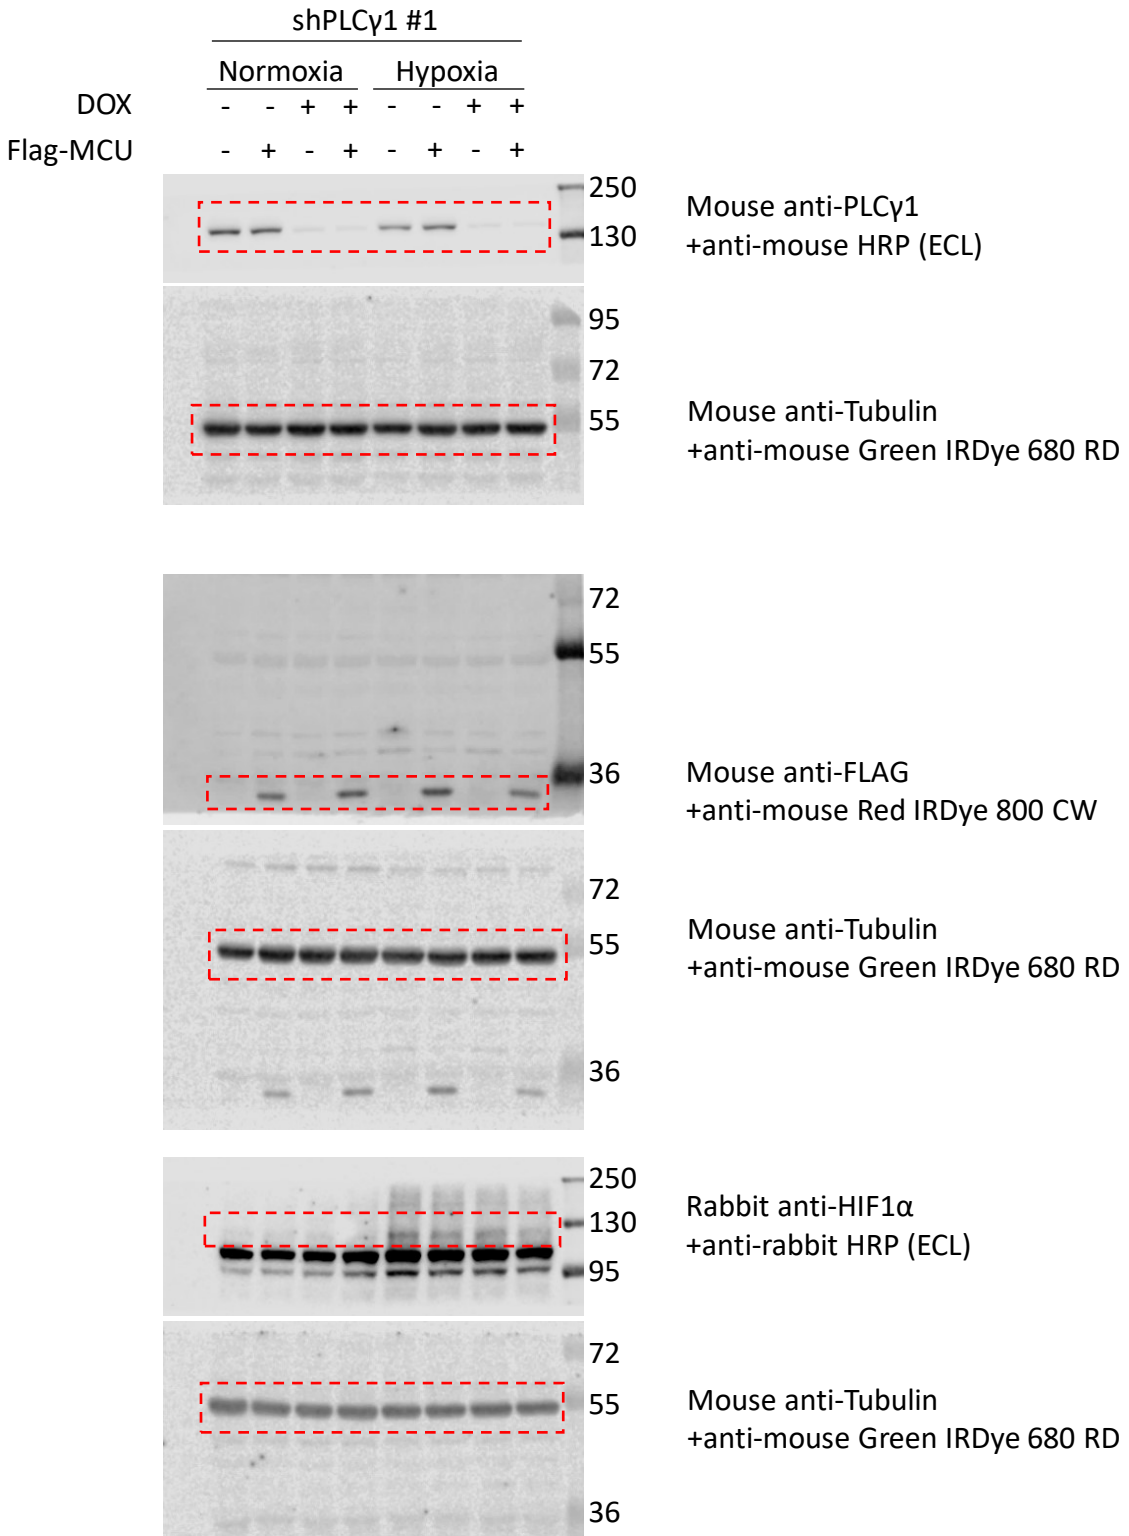 shPLCγ1 #1
Normoxia Hypoxia
DOX - - + + - - + +
Flag-MCU - + - + - + - +
250
130
Mouse anti-PLCγ1
+anti-mouse HRP (ECL)
95
72
55
Mouse anti-Tubulin
+anti-mouse Green IRDye 680 RD
72
55
36
Mouse anti-FLAG
+anti-mouse Red IRDye 800 CW
72
55
36
Mouse anti-Tubulin
+anti-mouse Green IRDye 680 RD
250
130
95
Rabbit anti-HIF1α
+anti-rabbit HRP (ECL)
72
55
36
Mouse anti-Tubulin
+anti-mouse Green IRDye 680 RD